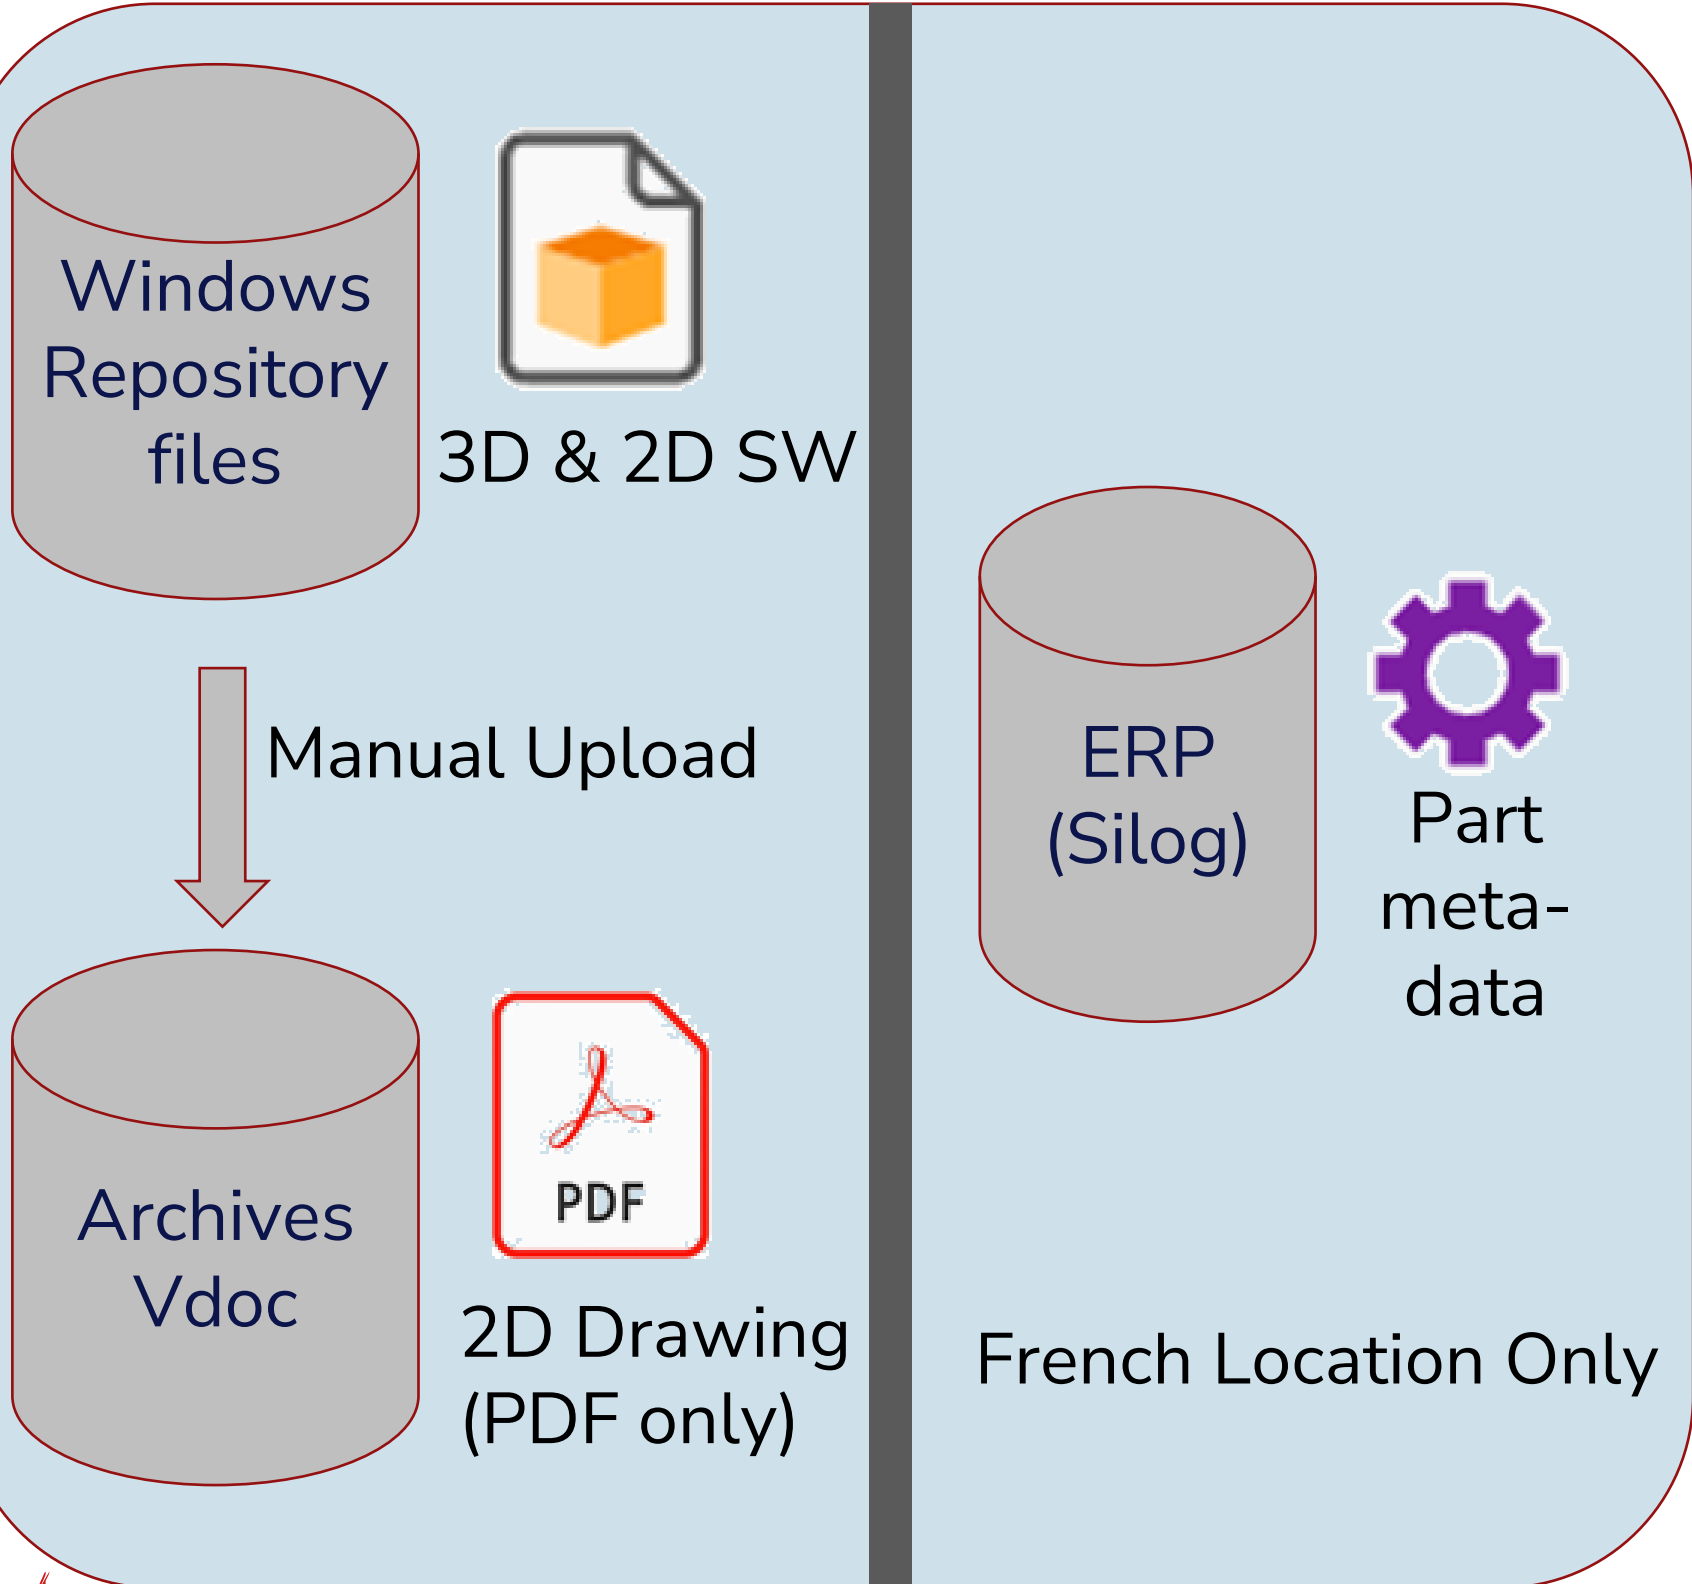 Windows
Repository
files
3D & 2D SW
Manual Upload
Archives
Vdoc
PDF
2D Drawing
(PDF only)
ERP
(Silog)
Part
meta-
data
French Location Only